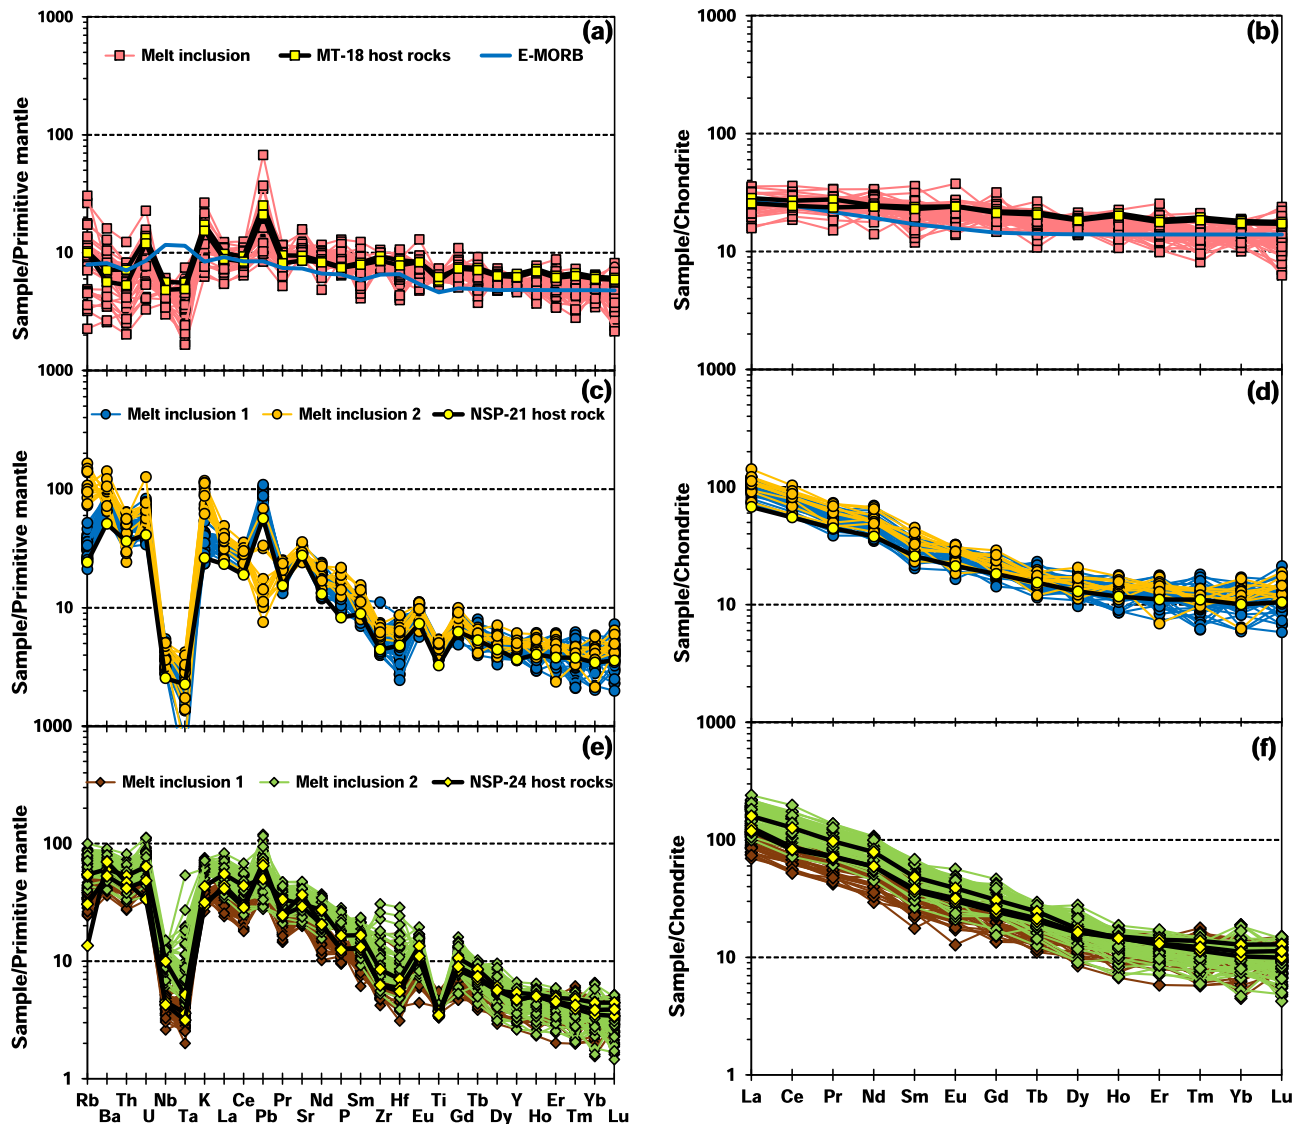 (a)
1000
100
10
1000
Sample/Primitive mantle
Melt inclusion
MT-18 host rocks
E-MORB
(b)
1000
100
10
1000
Sample/Chondrite
(c)
100
10
1000
Sample/Primitive mantle
Melt inclusion 1
Melt inclusion 2
NSP-21 host rock
(d)
100
10
1000
Sample/Chondrite
(e)
100
10
1
Sample/Primitive mantle
Melt inclusion 1
Melt inclusion 2
NSP-24 host rocks
Rb Th Nb K Ce Pr Nd Sm Hf Ti Tb Y Er Yb
Ba U Ta La Pb Sr P Zr Eu Gd Dy Ho Tm Lu
(f)
100
10
1
Sample/Chondrite
La Ce Pr Nd Sm Eu Gd Tb Dy Ho Er Tm Yb Lu